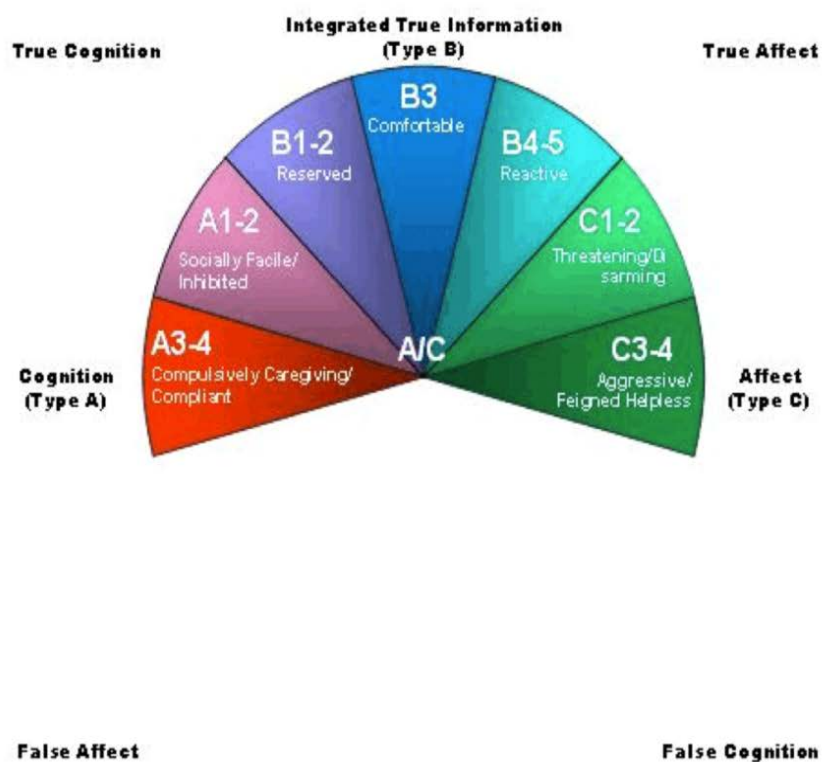 Integrated True Information
(Type B)
True Cognition
True Affect
B3
Comfortable
B1-2
Reserved
B4-5
Reactive
A1-2
Socially Facile/
Inhibited
C1-2
Threatening/Di
sarming
A3-4
Compulsively Caregiving/
Compliant
A/C
C3-4
Aggressive/
Feigned Helpless
Cognition
(Type A)
Affect
(Type C)
False Affect
False Cognition